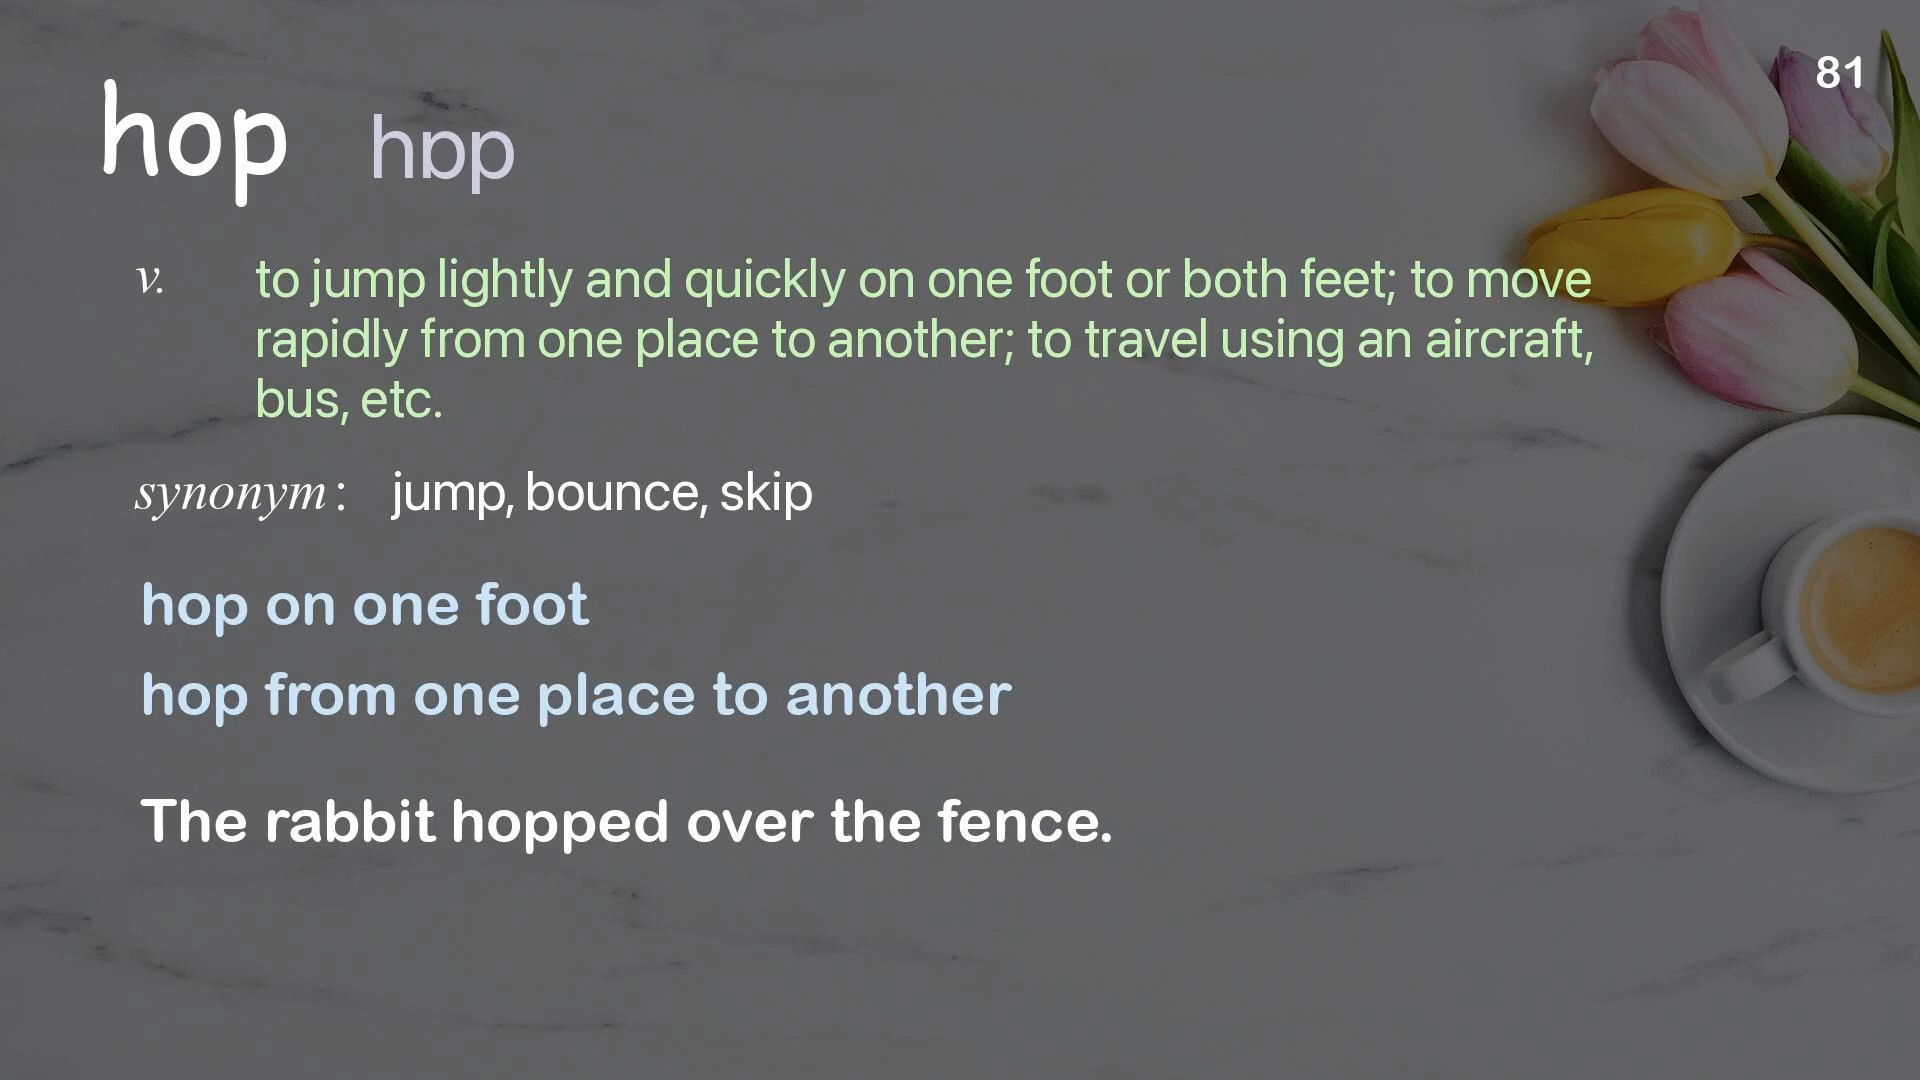 81
hop hɒp
v. to jump lightly and quickly on one foot or both feet; to move
rapidly from one place to another; to travel using an aircraft,
bus, etc.
synonym : jump, bounce, skip
hop on one foot
hop from one place to another
The rabbit hopped over the fence.